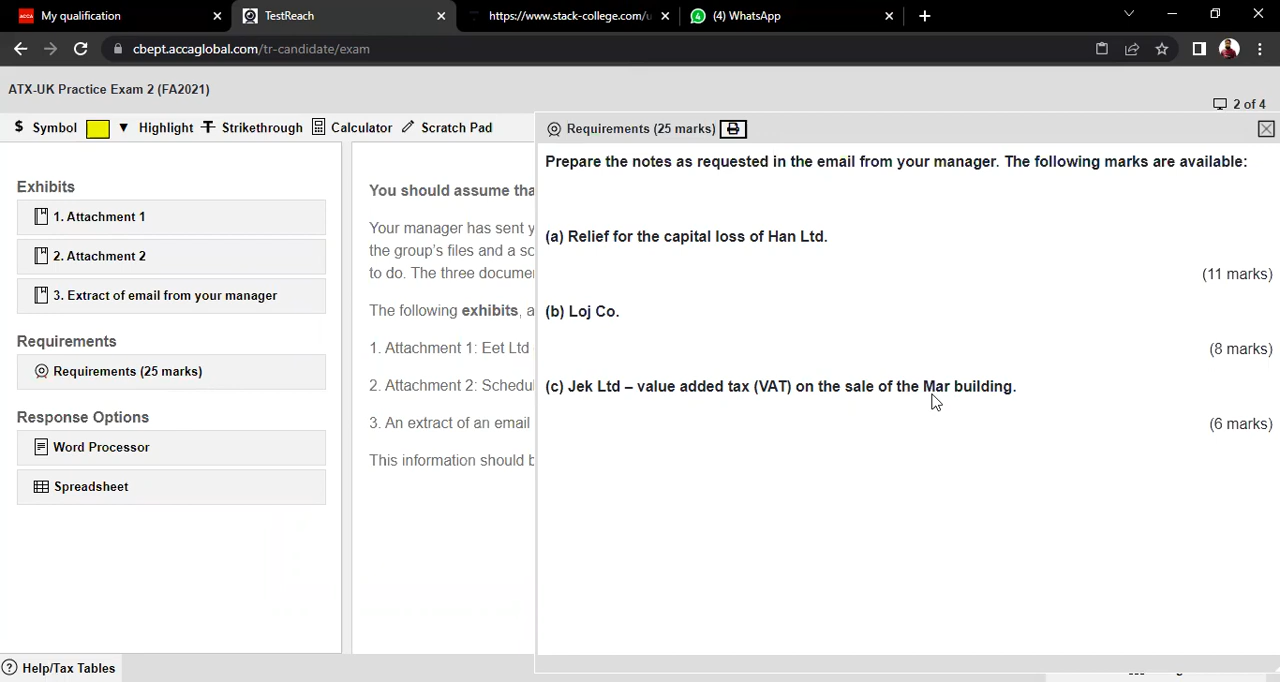 My qualification
TestReach
https://www.stack-college.com/u
(4) WhatsApp
cbept.accaglobal.com/tr-candidate/exam
ATX-UK Practice Exam 2 (FA2021)
2 of 4
$ Symbol
Highlight
Strikethrough
Calculator
Scratch Pad
Exhibits
1. Attachment 1
2. Attachment 2
3. Extract of email from your manager
Requirements
Requirements (25 marks)
Response Options
Word Processor
Spreadsheet
You should assume tha
Your manager has sent y
the group's files and a sc
to do. The three docume
The following exhibits, a
1. Attachment 1: Eet Ltd
2. Attachment 2: Schedu
3. An extract of an email
This information should b
Requirements (25 marks)
Prepare the notes as requested in the email from your manager. The following marks are available:
(a) Relief for the capital loss of Han Ltd.
(11 marks)
(b) Loj Co.
(8 marks)
(c) Jek Ltd – value added tax (VAT) on the sale of the Mar building.
(6 marks)
Help/Tax Tables